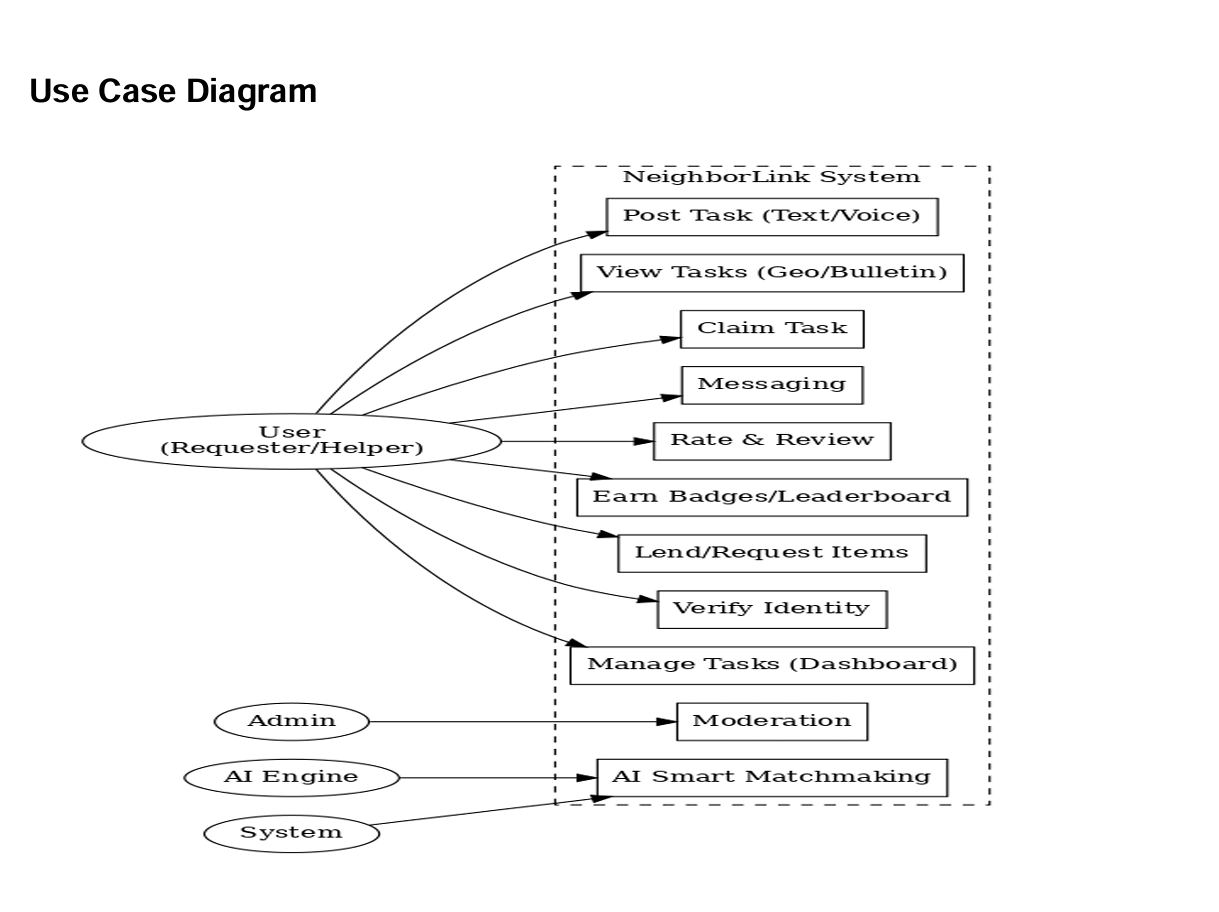 Use Case Diagram
NeighborLink System
Post Task (Text/Voice)
View Tasks (Geo/Bulletin)
Claim Task
Messaging
User
(Requester/Helper)
Rate & Review
Earn Badges/Leaderboard
Lend/Request Items
Verify Identity
Manage Tasks (Dashboard)
Admin
Moderation
AI Engine
AI Smart Matchmaking
System